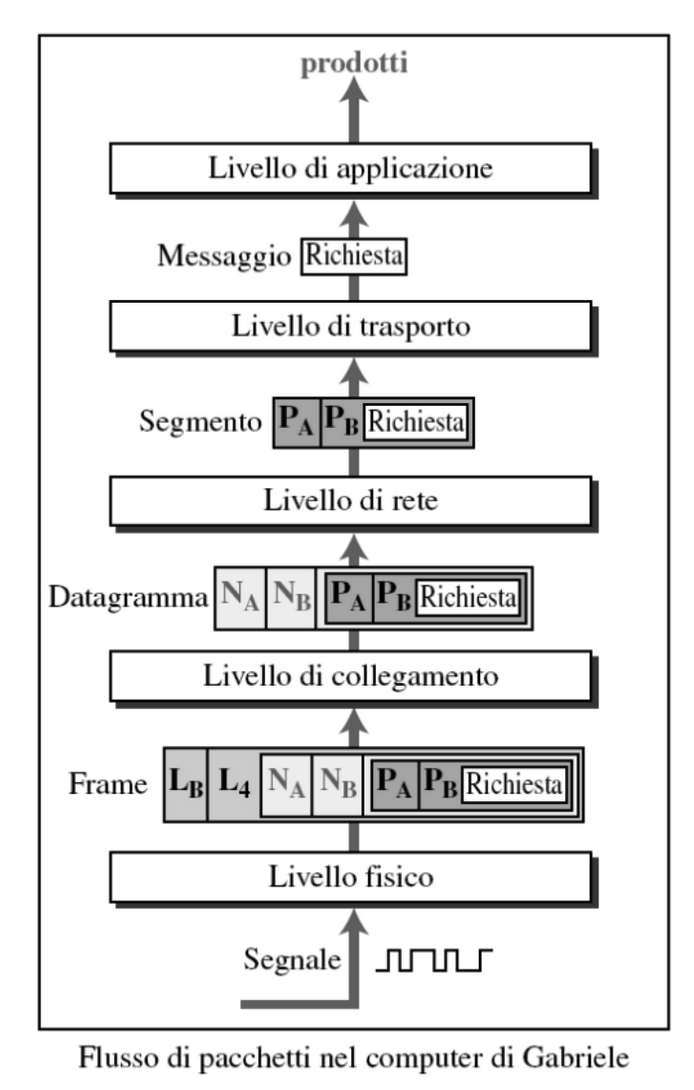 prodotti
Livello di applicazione
Messaggio Richiesta
Livello di trasporto
Segmento P_A P_B Richiesta
Livello di rete
Datagramma N_A N_B P_A P_B Richiesta
Livello di collegamento
Frame L_B L_4 N_A N_B P_A P_B Richiesta
Livello fisico
Segnale
Flusso di pacchetti nel computer di Gabriele